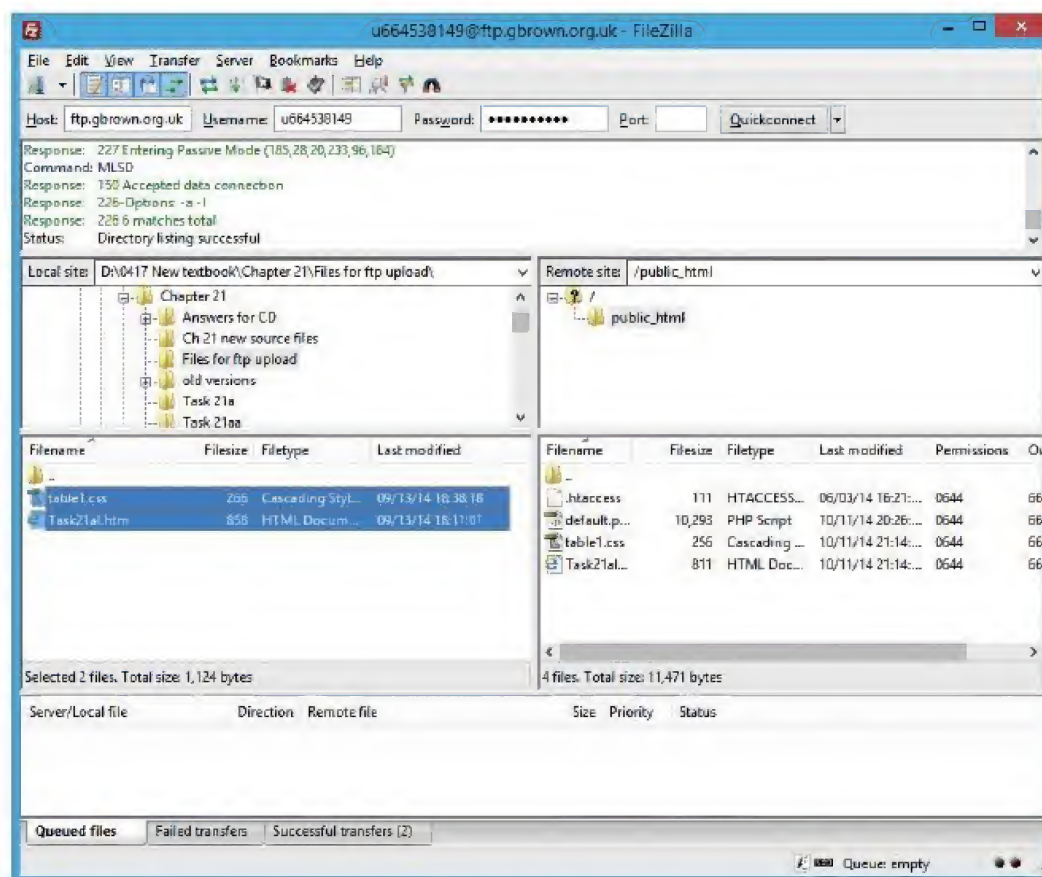 u664538149@ftp.gbrown.org.uk - FileZilla
File Edit View Transfer Server Bookmarks Help
Host: ftp.gbrown.org.uk Username: u664538149 Password: •••••••••• Port: Quickconnect
Response: 227 Entering Passive Mode (185,28,20,233,96,184)
Command: MLSD
Response: 150 Accepted data connection
Response: 226-Options: -a -l
Response: 226 6 matches total
Status: Directory listing successful
Local site: D:\0417 New textbook\Chapter 21\Files for ftp upload\
Chapter 21
Answers for CD
Ch 21 new source files
Files for ftp upload
old versions
Task 21a
Task 21aa
Remote site: /public_html
/
public_html
Filename Filesize Filetype Last modified
..
table1.css 266 Cascading Styl... 09/13/14 18:38:18
Task21al.htm 858 HTML Docum... 09/13/14 18:11:01
Selected 2 files. Total size: 1,124 bytes
Filename Filesize Filetype Last modified Permissions Ow
..
.htaccess 111 HTACCESS... 06/03/14 16:21:... 0644 66
default.p... 10,293 PHP Script 10/11/14 20:26:... 0644 66
table1.css 256 Cascading ... 10/11/14 21:14:... 0644 66
Task21al... 811 HTML Doc... 10/11/14 21:14:... 0644 66
4 files. Total size: 11,471 bytes
Server/Local file Direction Remote file Size Priority Status
Queued files Failed transfers Successful transfers (2)
Queue: empty